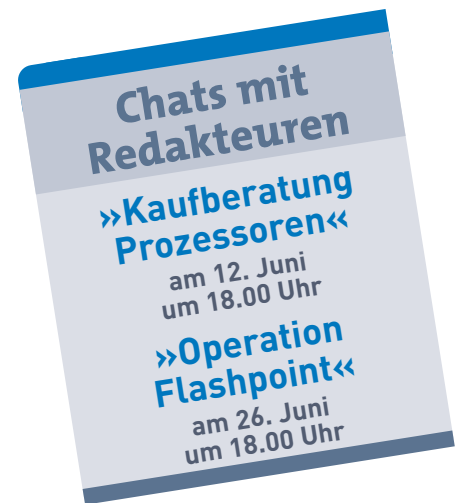 Chats mit
Redakteuren
»Kaufberatung
Prozessoren«
am 12. Juni
um 18.00 Uhr
»Operation
Flashpoint«
am 26. Juni
um 18.00 Uhr